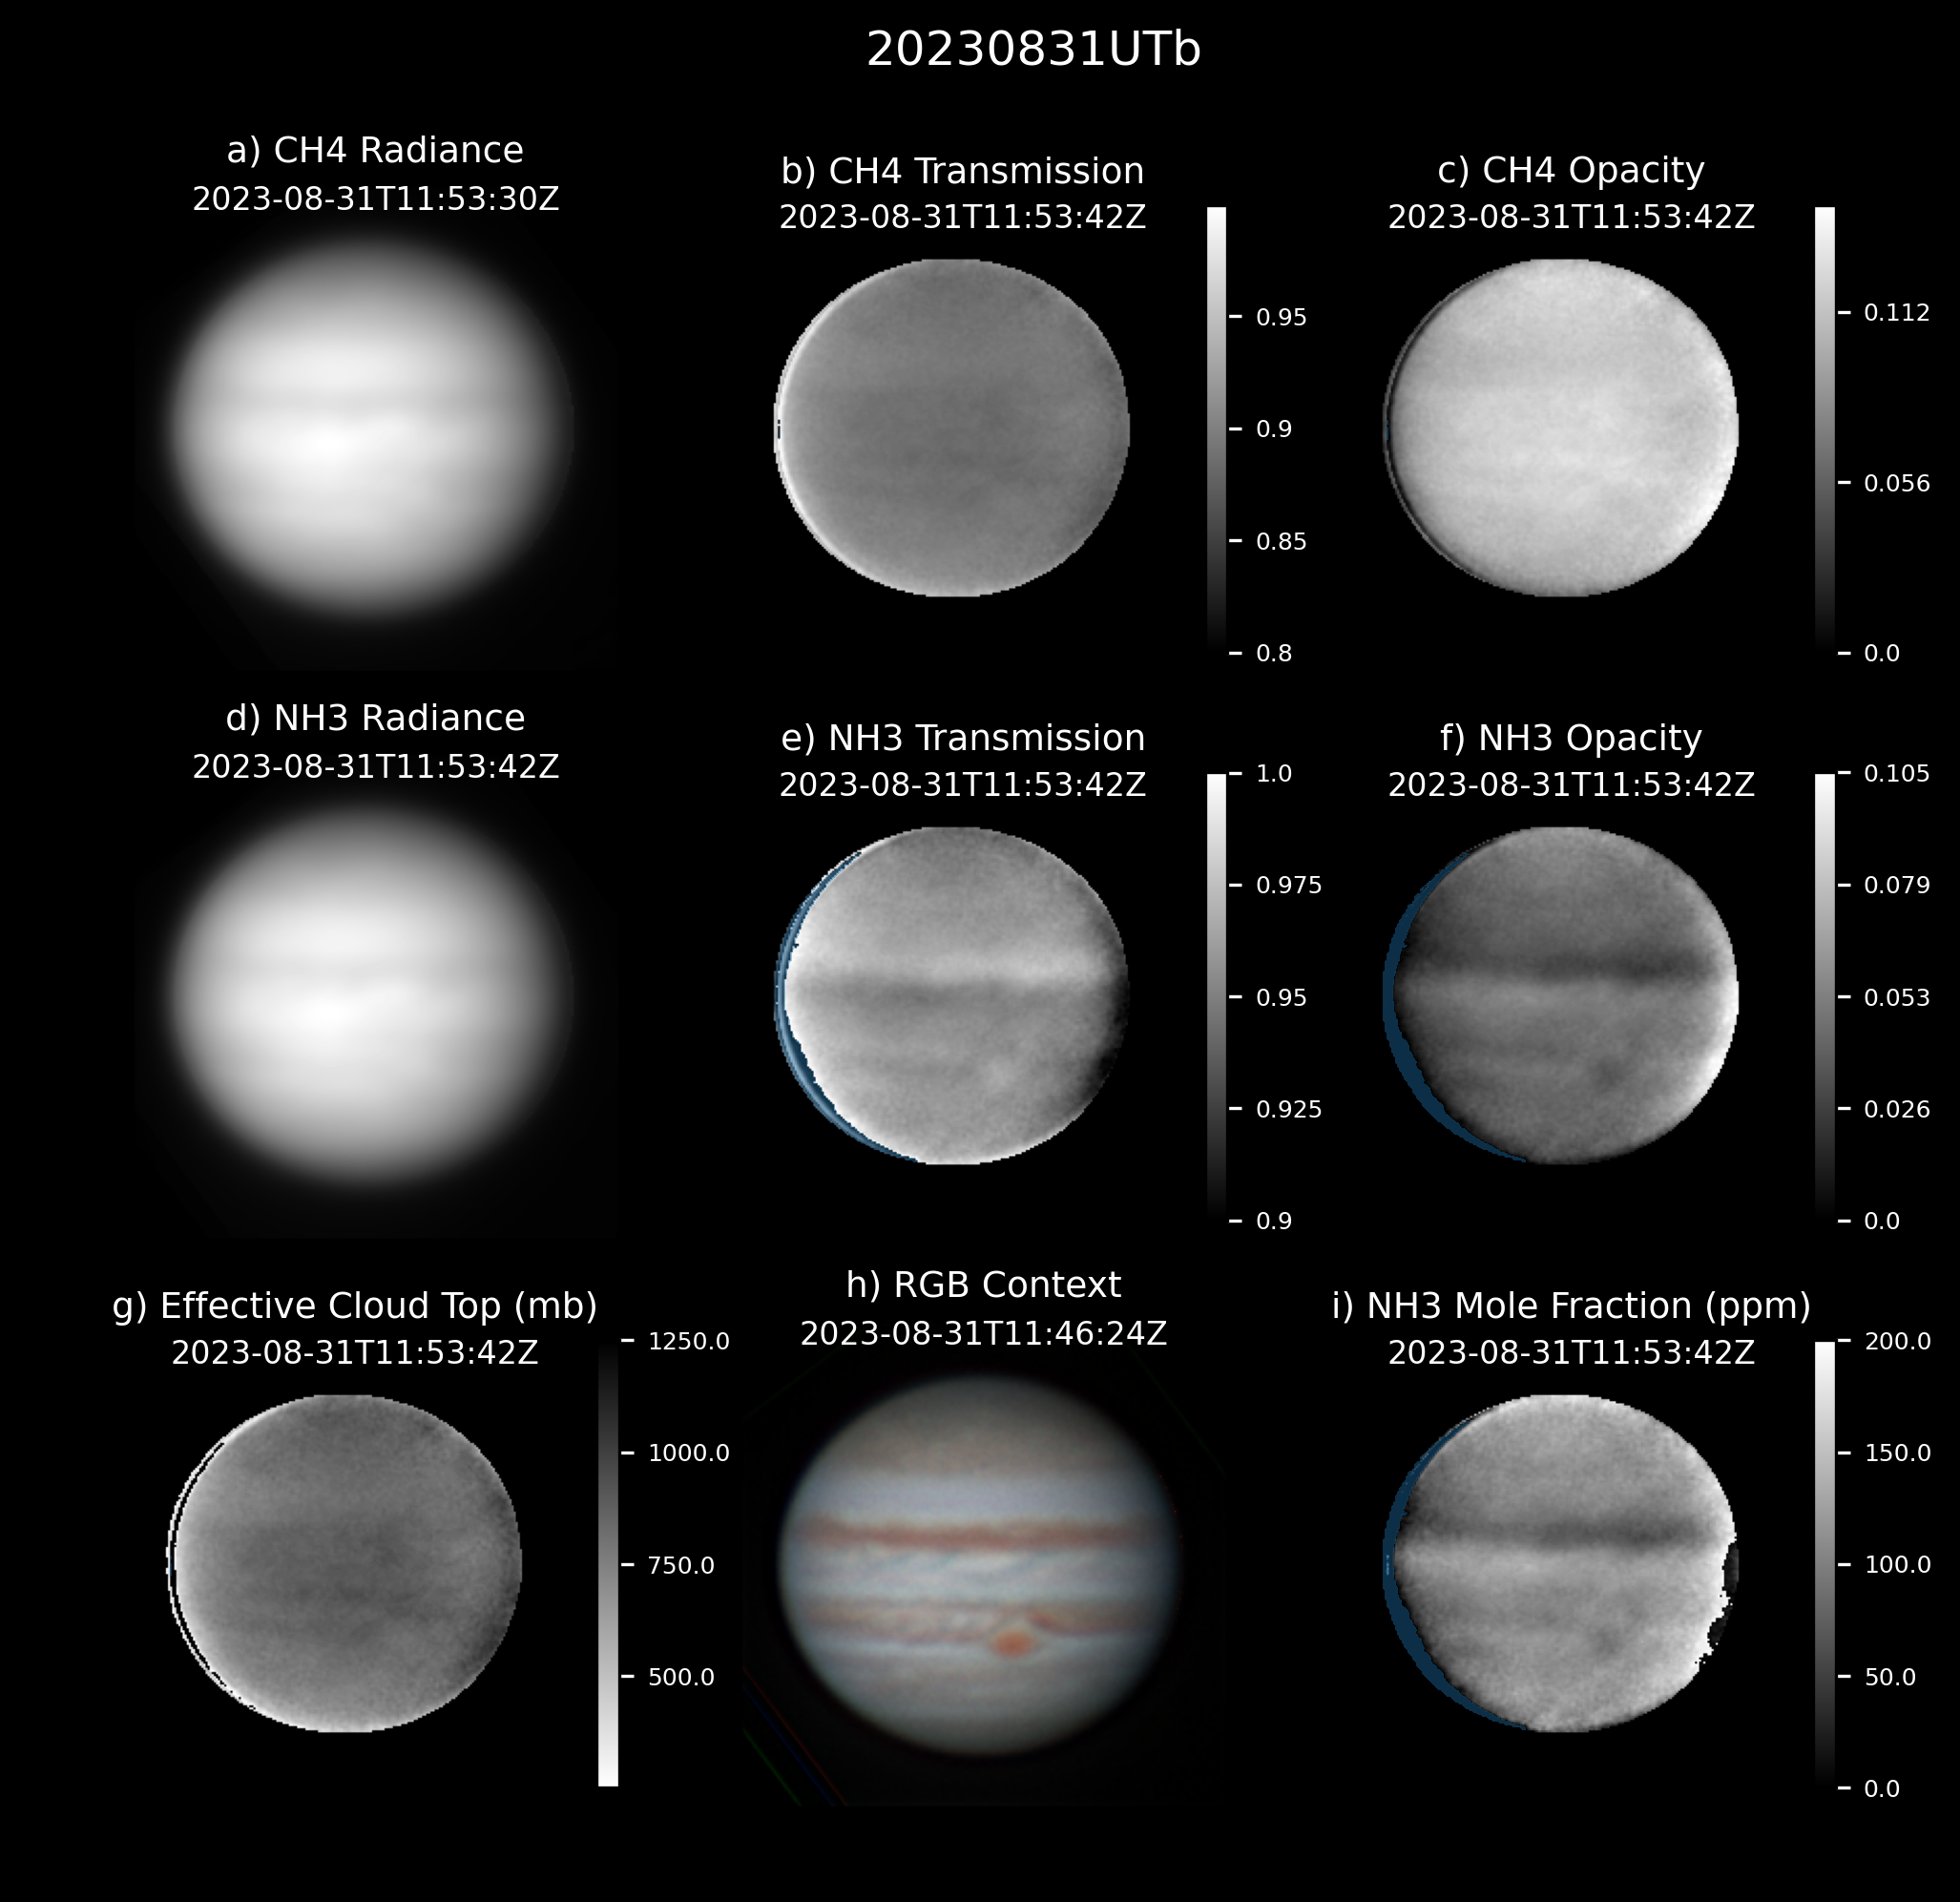 20230831UTb
a) CH4 Radiance
2023-08-31T11:53:30Z
b) CH4 Transmission
2023-08-31T11:53:42Z
0.95
0.9
0.85
0.8
c) CH4 Opacity
2023-08-31T11:53:42Z
0.112
0.056
0.0
d) NH3 Radiance
2023-08-31T11:53:42Z
e) NH3 Transmission
2023-08-31T11:53:42Z
1.0
0.975
0.95
0.925
0.9
f) NH3 Opacity
2023-08-31T11:53:42Z
0.105
0.079
0.053
0.026
0.0
g) Effective Cloud Top (mb)
2023-08-31T11:53:42Z
1250.0
1000.0
750.0
500.0
h) RGB Context
2023-08-31T11:46:24Z
i) NH3 Mole Fraction (ppm)
2023-08-31T11:53:42Z
200.0
150.0
100.0
50.0
0.0